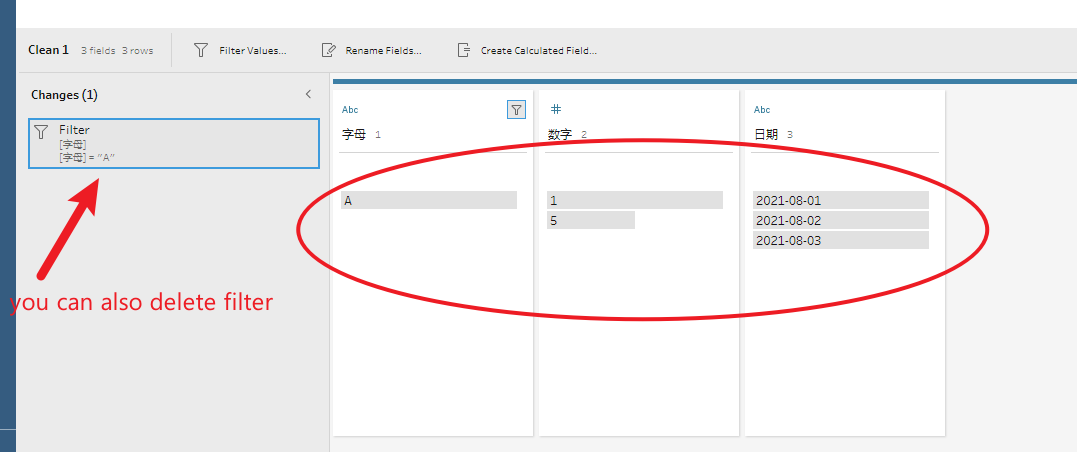 Clean 1 3 fields 3 rows Filter Values... Rename Fields... Create Calculated Field...
Changes (1)
Filter
[字母]
[字母] = "A"
you can also delete filter
Abc
字母 1
A
#
数字 2
1
5
Abc
日期 3
2021-08-01
2021-08-02
2021-08-03